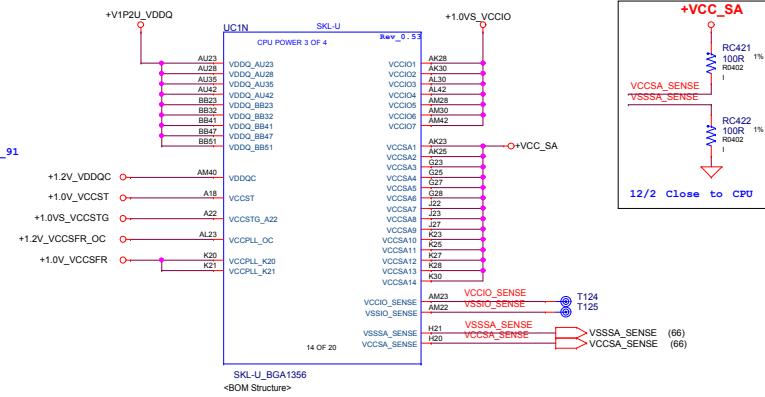 +V1P2U_VDDQ
UC1N
SKL-U
CPU POWER 3 OF 4
Rev_0.53
+1.0VS_VCCIO
AU23 VDDQ_AU23
AU28 VDDQ_AU28
AU35 VDDQ_AU35
AU42 VDDQ_AU42
BB23 VDDQ_BB23
BB32 VDDQ_BB32
BB41 VDDQ_BB41
BB47 VDDQ_BB47
BB51 VDDQ_BB51
_91
+1.2V_VDDQC AM40 VDDQC
+1.0V_VCCST A18 VCCST
+1.0VS_VCCSTG A22 VCCSTG_A22
+1.2V_VCCSFR_OC AL23 VCCPLL_OC
+1.0V_VCCSFR K20 VCCPLL_K20
K21 VCCPLL_K21
VCCIO1 AK28
VCCIO2 AK30
VCCIO3 AL30
VCCIO4 AL42
VCCIO5 AM28
VCCIO6 AM30
VCCIO7 AM42
VCCSA1 AK23
+VCC_SA
VCCSA2 AK25
VCCSA3 G23
VCCSA4 G25
VCCSA5 G27
VCCSA6 G28
VCCSA7 J22
VCCSA8 J23
VCCSA9 J27
VCCSA10 K23
VCCSA11 K25
VCCSA12 K27
VCCSA13 K28
VCCSA14 K30
VCCIO_SENSE AM23 VCCIO_SENSE T124
VSSIO_SENSE AM22 VSSIO_SENSE T125
VSSSA_SENSE H21 VSSSA_SENSE VSSSA_SENSE (66)
VCCSA_SENSE H20 VCCSA_SENSE VCCSA_SENSE (66)
14 OF 20
SKL-U_BGA1356
<BOM Structure>
+VCC_SA
RC421
100R 1%
R0402
I
VCCSA_SENSE
VSSSA_SENSE
RC422
100R 1%
R0402
I
12/2 Close to CPU